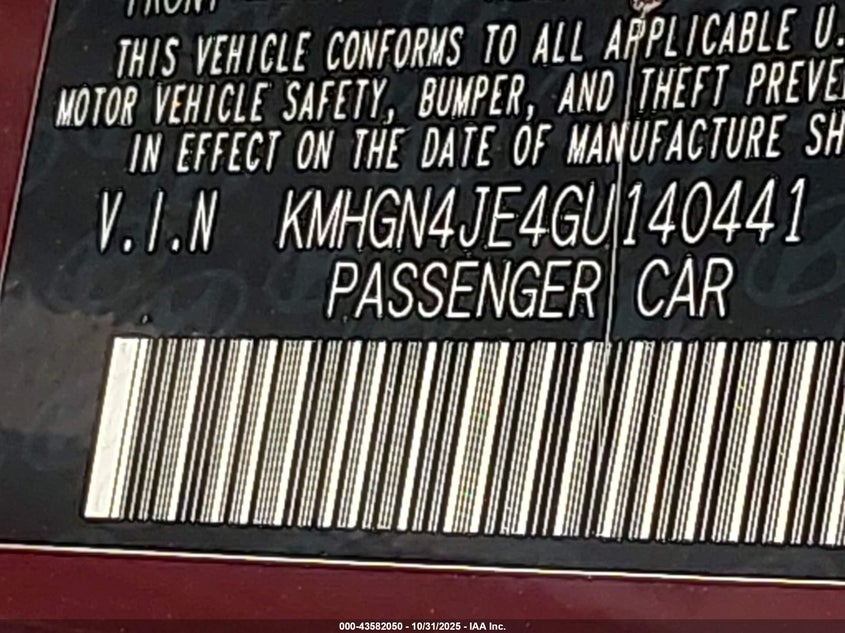 FRONT
THIS VEHICLE CONFORMS TO ALL APPLICABLE U.
MOTOR VEHICLE SAFETY, BUMPER, AND THEFT PREVE
IN EFFECT ON THE DATE OF MANUFACTURE SH
V.I.N KMHGN4JE4GU140441
PASSENGER CAR
000-43582050 - 10/31/2025 - IAA Inc.